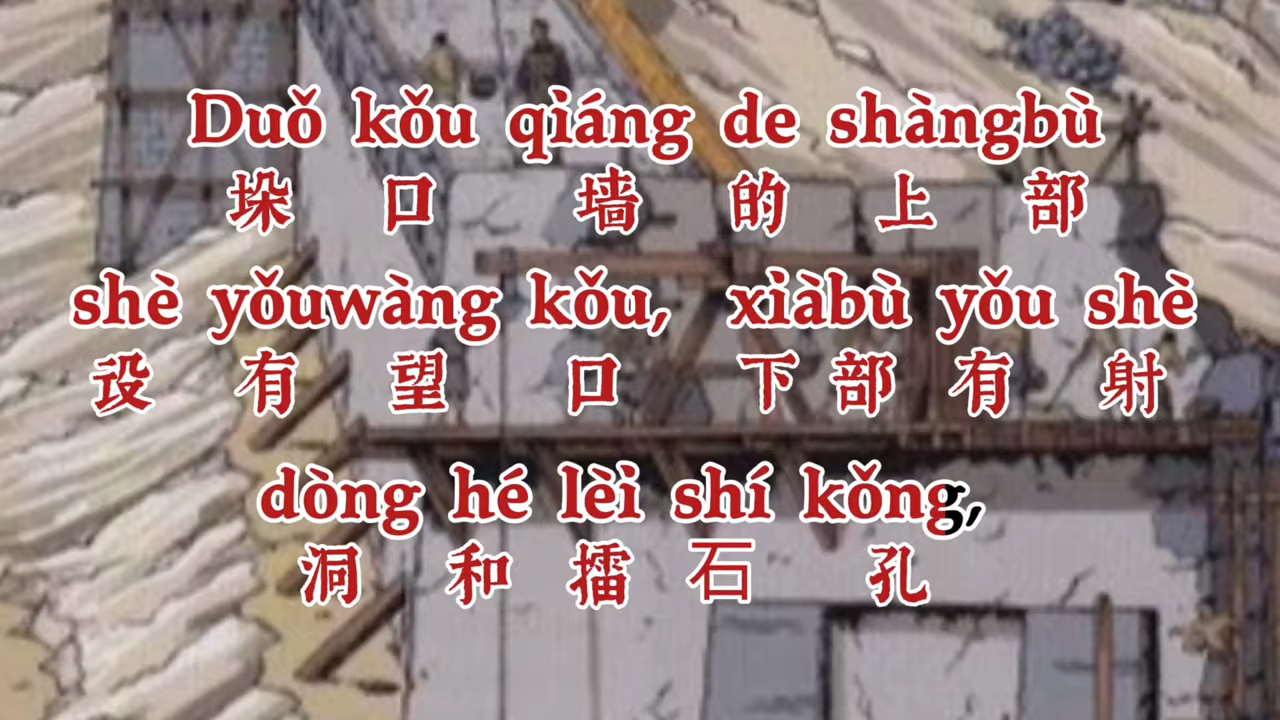 Duǒ kǒu qiáng de shàngbù
垛口墙的上部
shè yǒuwàng kǒu, xiàbù yǒu shè
设有望口 下部有射
dòng hé lèi shí kǒng,
洞和擂石孔